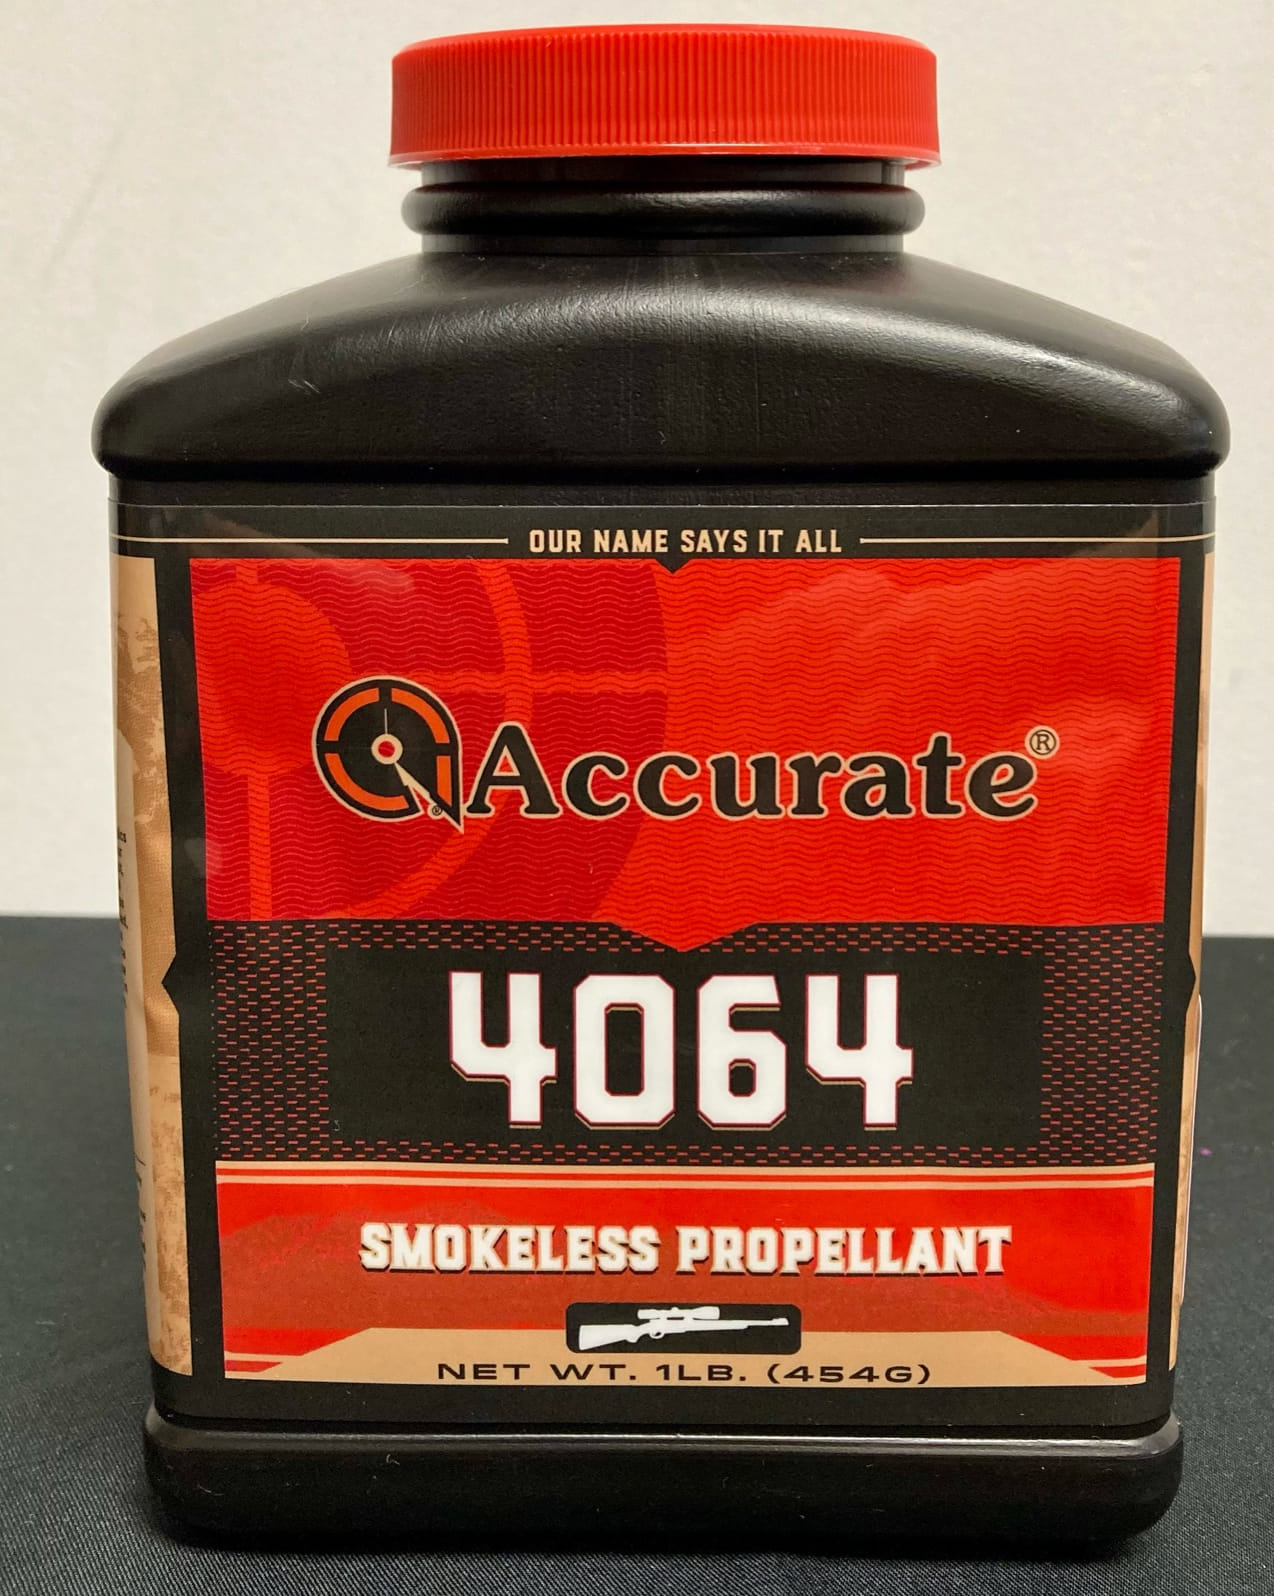 OUR NAME SAYS IT ALL
Accurate®
4064
SMOKELESS PROPELLANT
NET WT. 1LB. (454G)